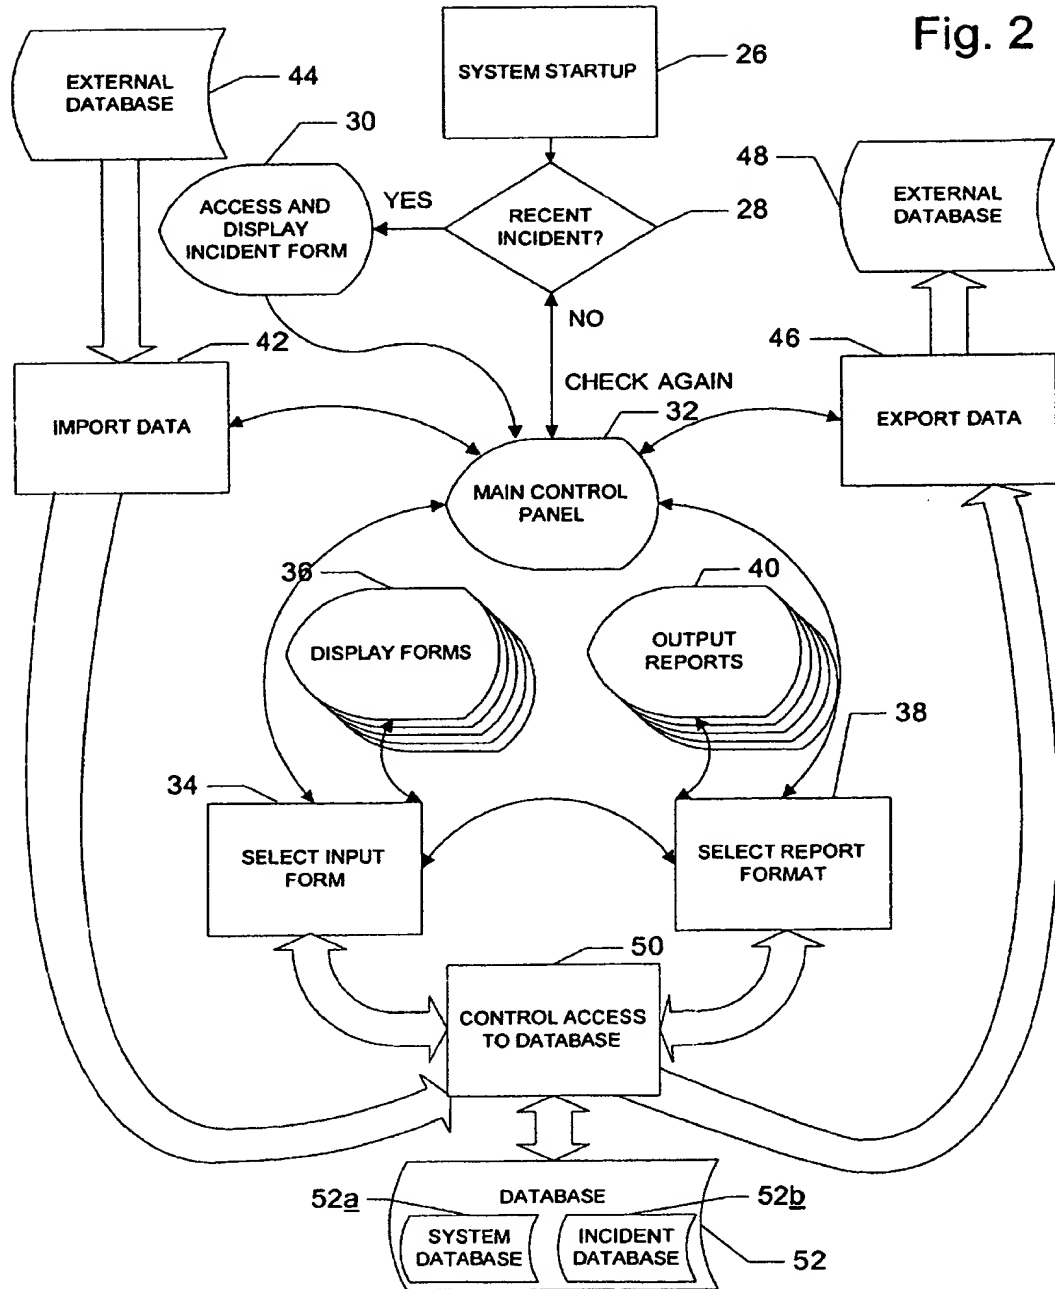 Fig. 2
SYSTEM STARTUP
26
EXTERNAL
DATABASE
44
30
ACCESS AND
DISPLAY
INCIDENT FORM
YES
RECENT
INCIDENT?
28
48
EXTERNAL
DATABASE
NO
CHECK AGAIN
42
IMPORT DATA
32
MAIN CONTROL
PANEL
46
EXPORT DATA
36
DISPLAY FORMS
40
OUTPUT
REPORTS
34
SELECT INPUT
FORM
38
SELECT REPORT
FORMAT
50
CONTROL ACCESS
TO DATABASE
DATABASE
52a
SYSTEM
DATABASE
52b
INCIDENT
DATABASE
52